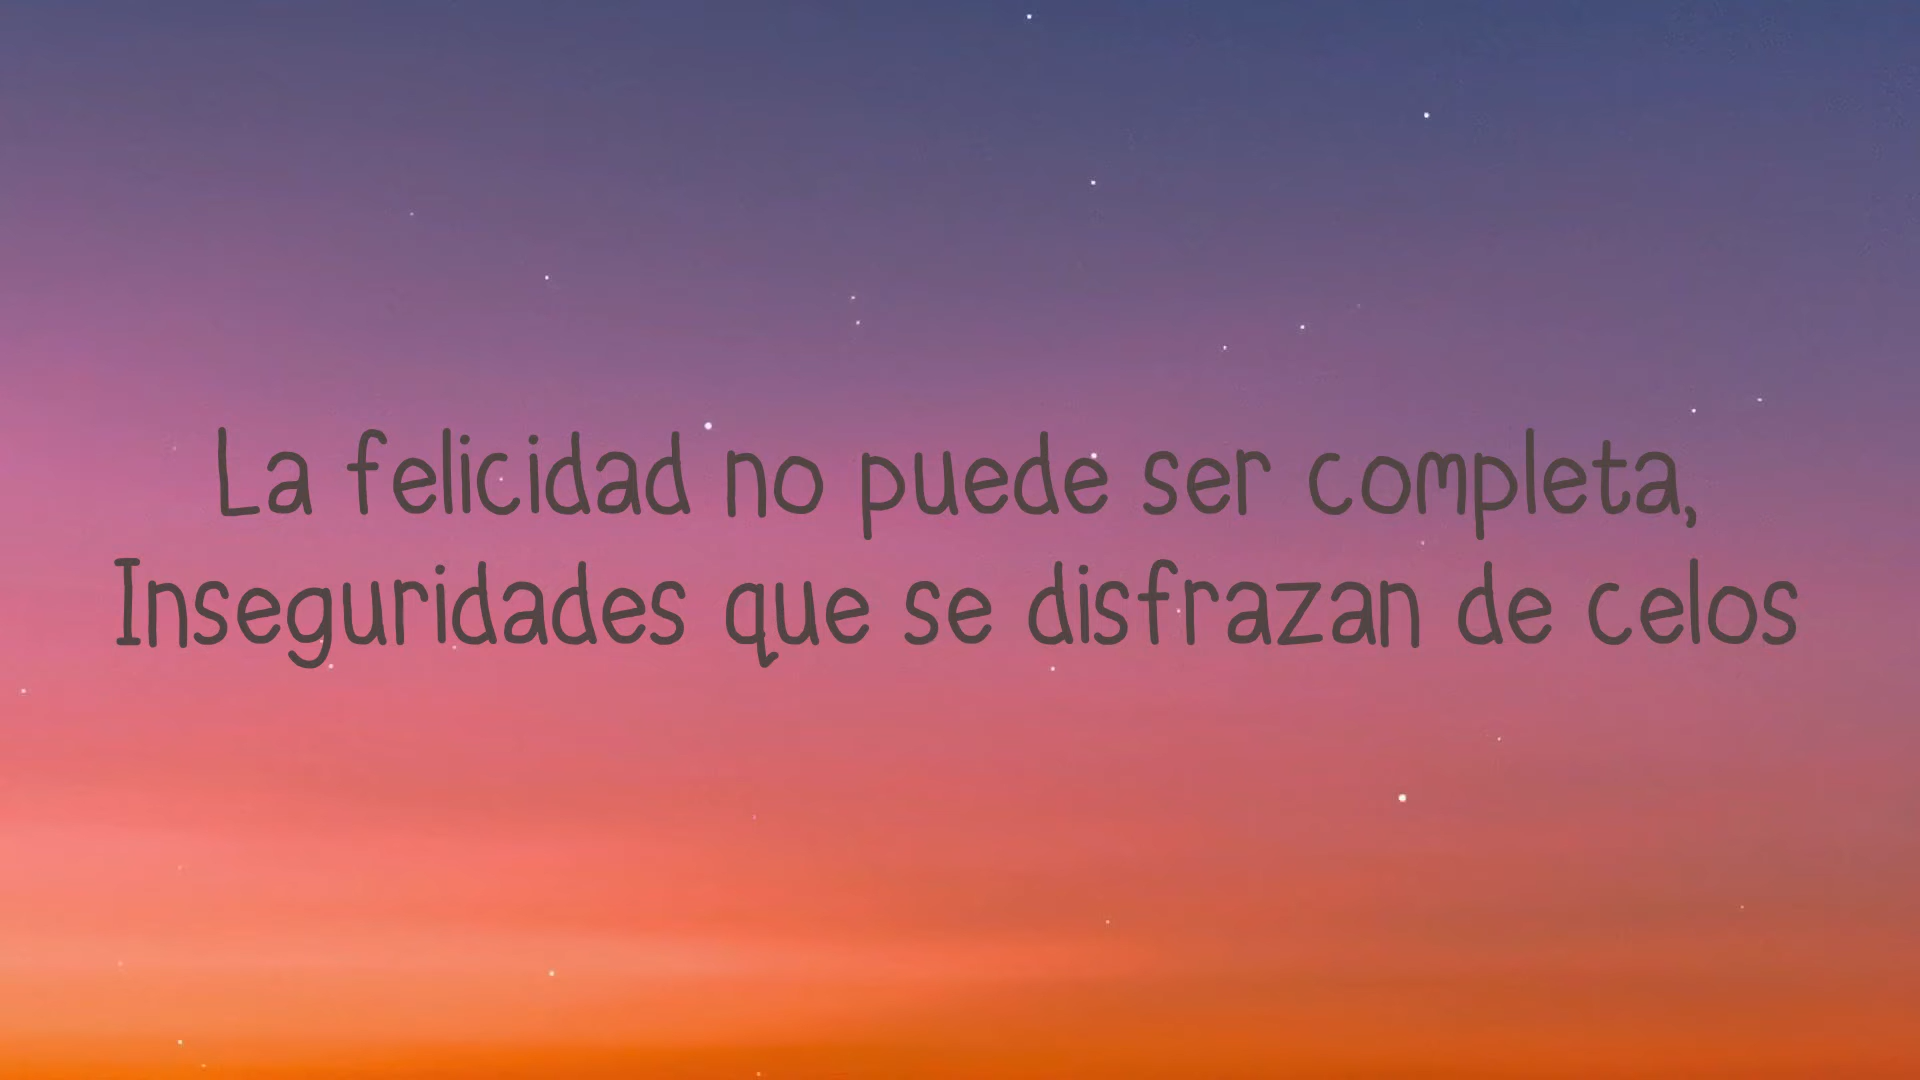 La felicidad no puede ser completa,
Inseguridades que se disfrazan de celos